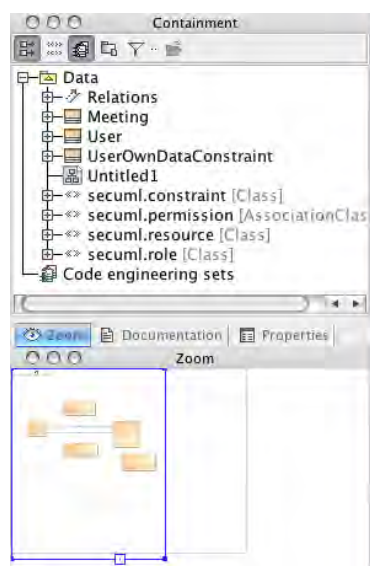 Containment
Data
Relations
Meeting
User
UserOwnDataConstraint
Untitled1
secuml.constraint [Class]
secuml.permission [AssociationClas
secuml.resource [Class]
secuml.role [Class]
Code engineering sets
Zoom Documentation Properties
Zoom